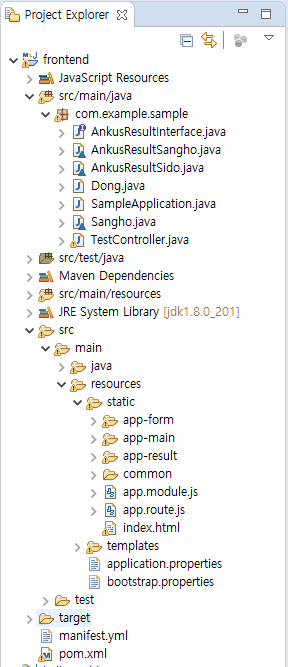 Project Explorer
frontend
JavaScript Resources
src/main/java
com.example.sample
AnkusResultInterface.java
AnkusResultSangho.java
AnkusResultSido.java
Dong.java
SampleApplication.java
Sangho.java
TestController.java
src/test/java
Maven Dependencies
src/main/resources
JRE System Library [jdk1.8.0_201]
src
main
java
resources
static
app-form
app-main
app-result
common
app.module.js
app.route.js
index.html
templates
application.properties
bootstrap.properties
test
target
manifest.yml
pom.xml